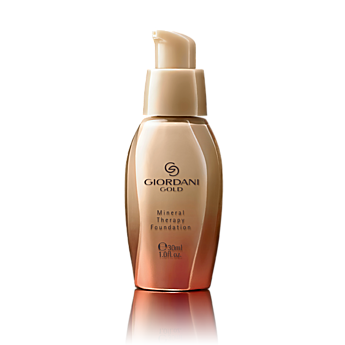 GIORDANI
GOLD
Mineral
Therapy
Foundation
℮30ml
1.0fl.oz.